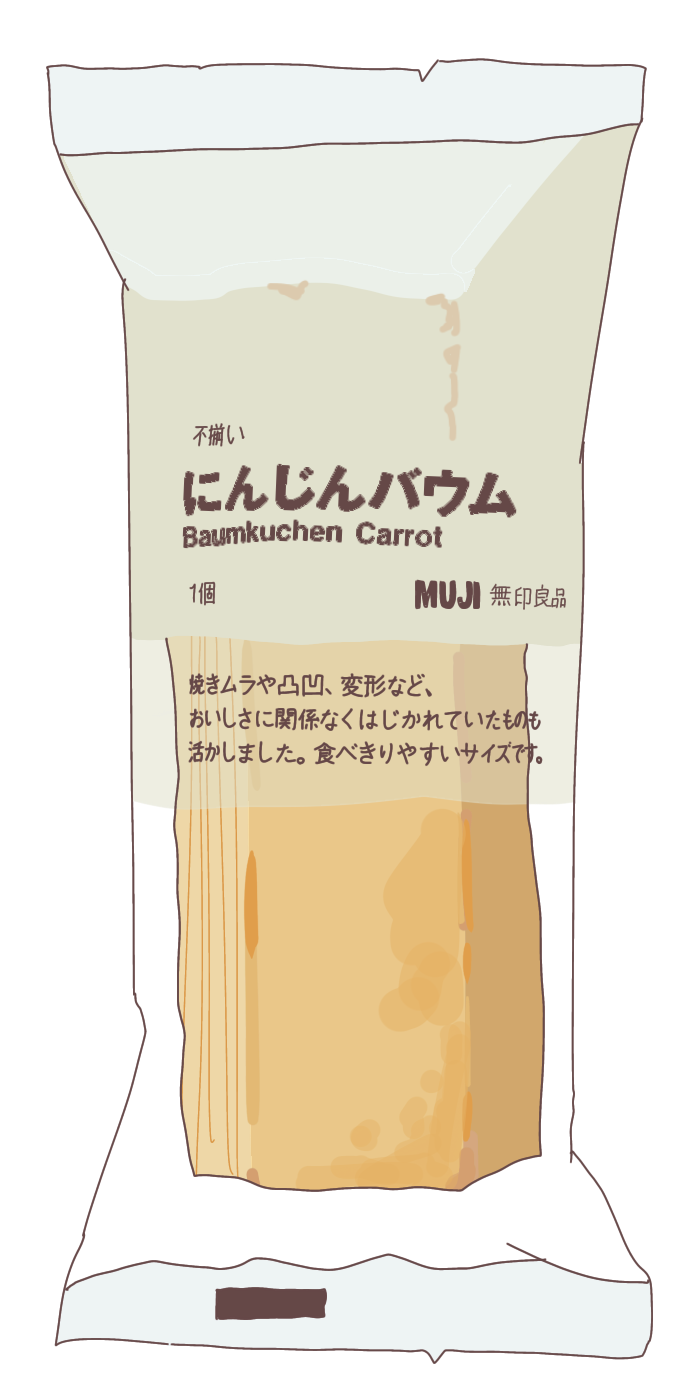 不揃い
にんじんバウム
Baumkuchen Carrot
1個
MUJI 無印良品
焼きムラや凸凹、変形など、
おいしさに関係なくはじかれていたものも
活かしました。食べきりやすいサイズです。